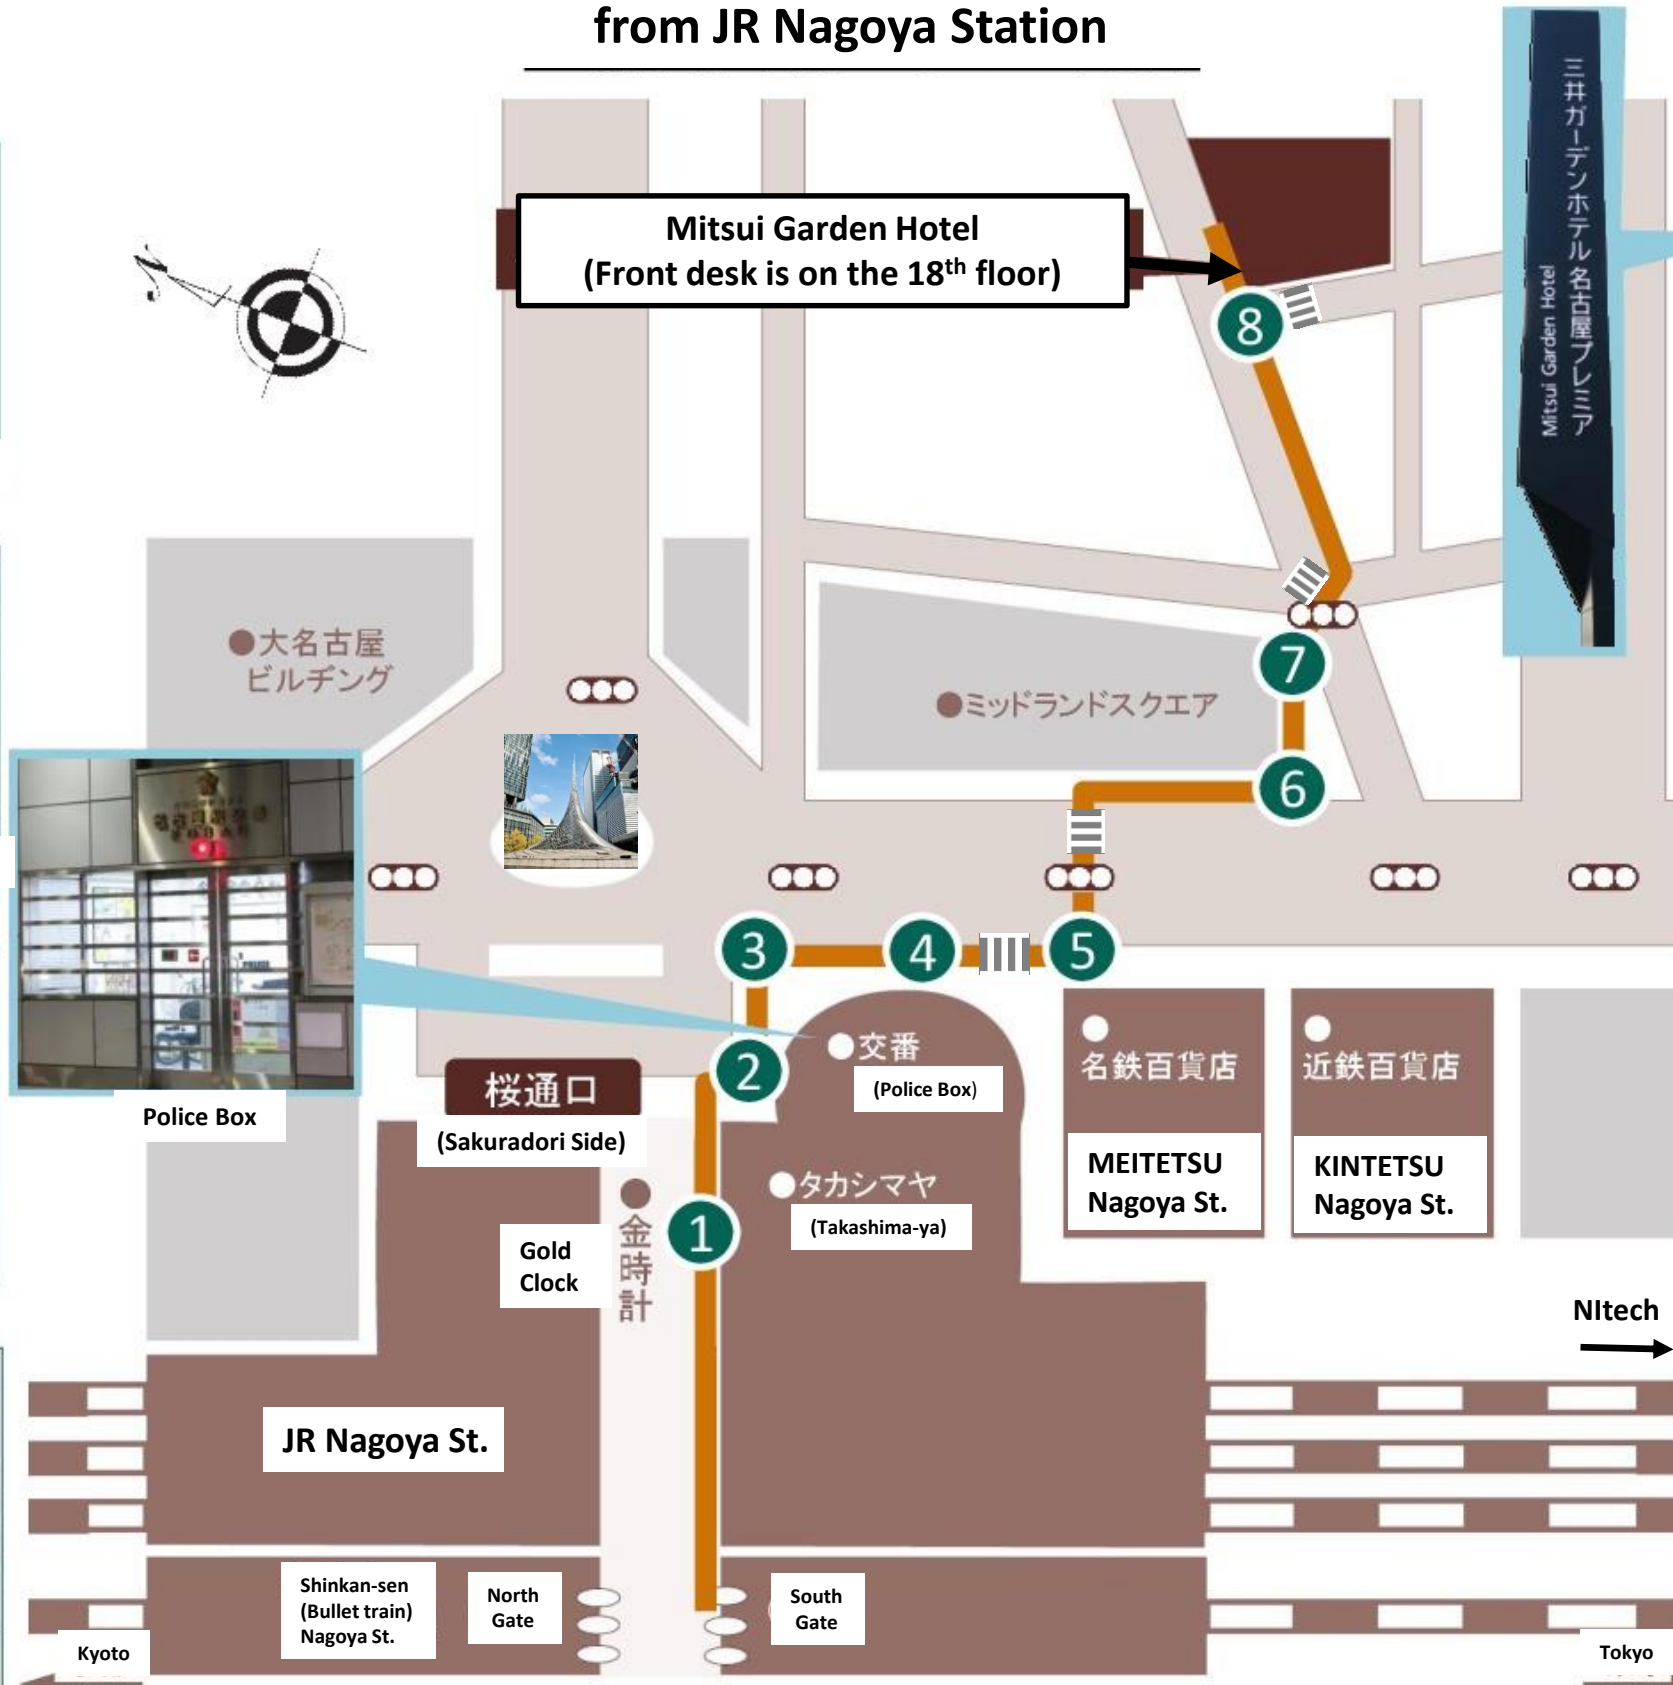 from JR Nagoya Station
三井ガーデンホテル名古屋プレミア
Mitsui Garden Hotel
Mitsui Garden Hotel
(Front desk is on the 18th floor)
N
8
大名古屋
ビルヂング
7
ミッドランドスクエア
6
3
4
5
2
交番
(Police Box)
名鉄百貨店
近鉄百貨店
桜通口
(Sakuradori Side)
Police Box
MEITETSU
Nagoya St.
KINTETSU
Nagoya St.
タカシマヤ
(Takashima-ya)
1
金時計
Gold
Clock
NItech
JR Nagoya St.
Shinkan-sen
(Bullet train)
Nagoya St.
North
Gate
South
Gate
Kyoto
Tokyo